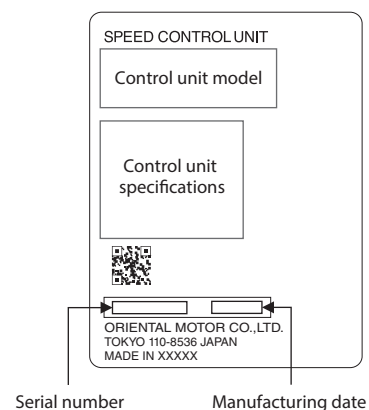 SPEED CONTROL UNIT
Control unit model
Control unit
specifications
ORIENTAL MOTOR CO.,LTD.
TOKYO 110-8536 JAPAN
MADE IN XXXXX
Serial number
Manufacturing date